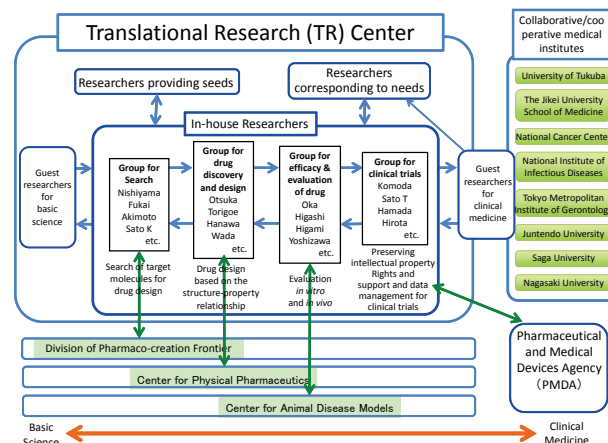 Translational Research (TR) Center
Collaborative/coo
perative medical
institutes
Researchers providing seeds
Researchers
corresponding to needs
University of Tukuba
The Jikei University
School of Medicine
National Cancer Center
National Institute of
Infectious Diseases
Tokyo Metropolitan
Institute of Gerontology
Juntendo University
Saga University
Nagasaki University
In-house Researchers
Guest
researchers
for
basic
science
Group for
Search
Nishiyama
Fukai
Akimoto
Sato K
etc.
Group for
drug
discovery
and design
Otsuka
Torigoe
Hanawa
Wada
etc.
Group for
efficacy &
evaluation
of drug
Oka
Higashi
Higami
Yoshizawa
etc.
Group for
clinical trials
Komoda
Sato T
Hamada
Hirota
etc.
Guest
researchers
for
clinical
medicine
Search of target
molecules for
drug design
Drug design
based on the
structure-property
relationship
Evaluation
in vitro
and in vivo
Preserving
intellectual property
Rights and
support and data
management for
clinical trials
Division of Pharmaco-creation Frontier
Center for Physical Pharmaceutics
Center for Animal Disease Models
Pharmaceutical
and Medical
Devices Agency
(PMDA)
Basic
Science
Clinical
Medicine